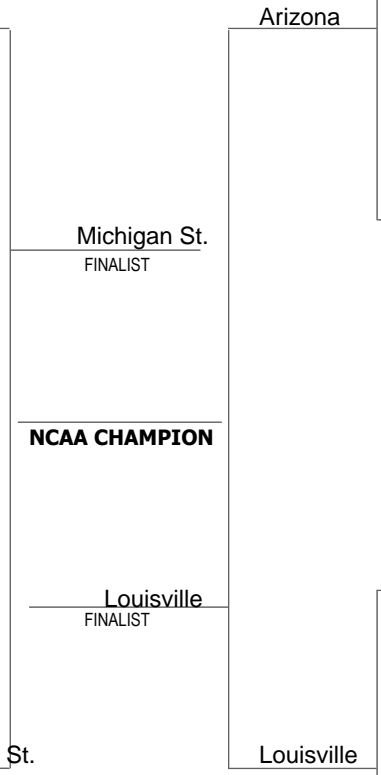 Arizona
Michigan St.
FINALIST
NCAA CHAMPION
Louisville
FINALIST
St.
Louisville